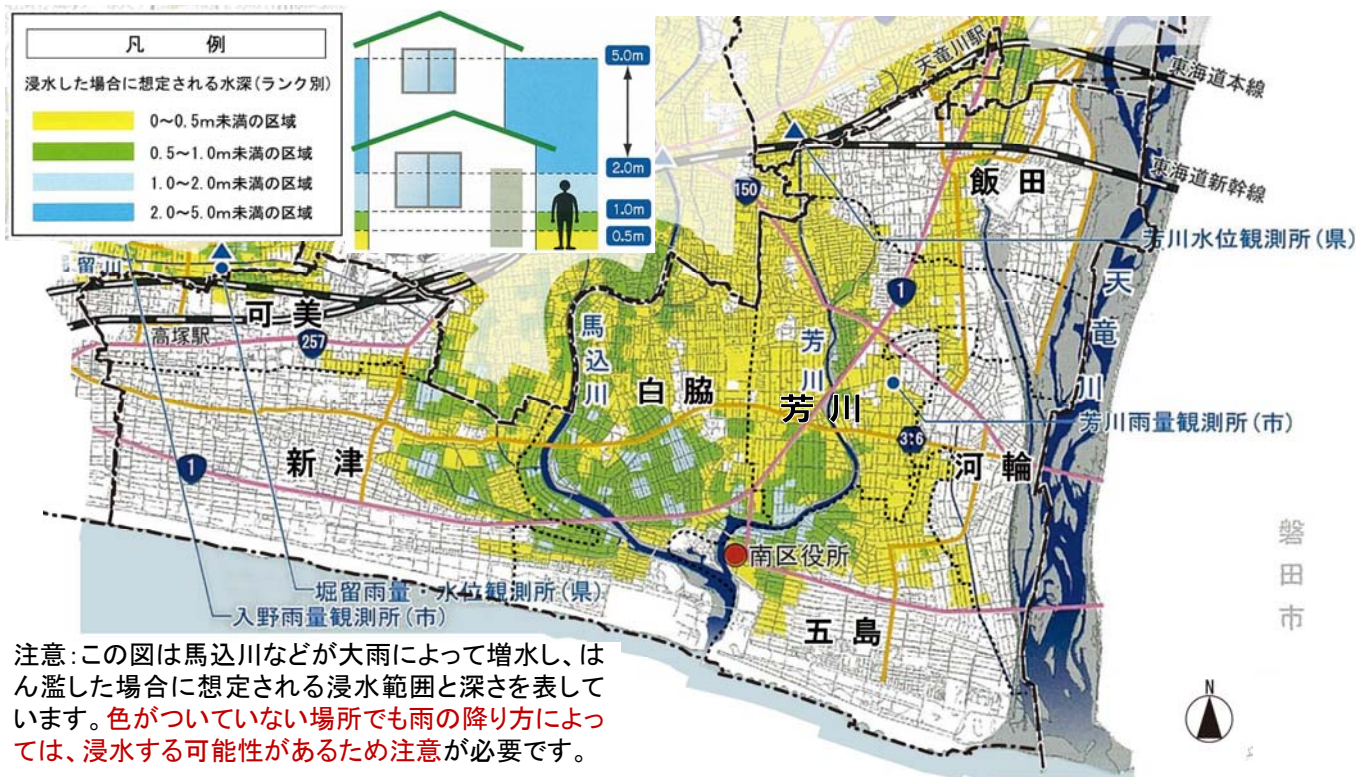 凡 例
浸水した場合に想定される水深(ランク別)
0～0.5m未満の区域
0.5～1.0m未満の区域
1.0～2.0m未満の区域
2.0～5.0m未満の区域
5.0m
2.0m
1.0m
0.5m
天竜川駅
東海道本線
東海道新幹線
150
飯田
芳川水位観測所(県)
留川
可美
高塚駅
257
馬込川
白脇
芳川
芳川
1
天竜川
芳川雨量観測所(市)
316
河輪
新津
1
南区役所
磐田市
堀留雨量・水位観測所(県)
入野雨量観測所(市)
五島
N
注意:この図は馬込川などが大雨によって増水し、は
ん濫した場合に想定される浸水範囲と深さを表して
います。色がついていない場所でも雨の降り方によっ
ては、浸水する可能性があるため注意が必要です。